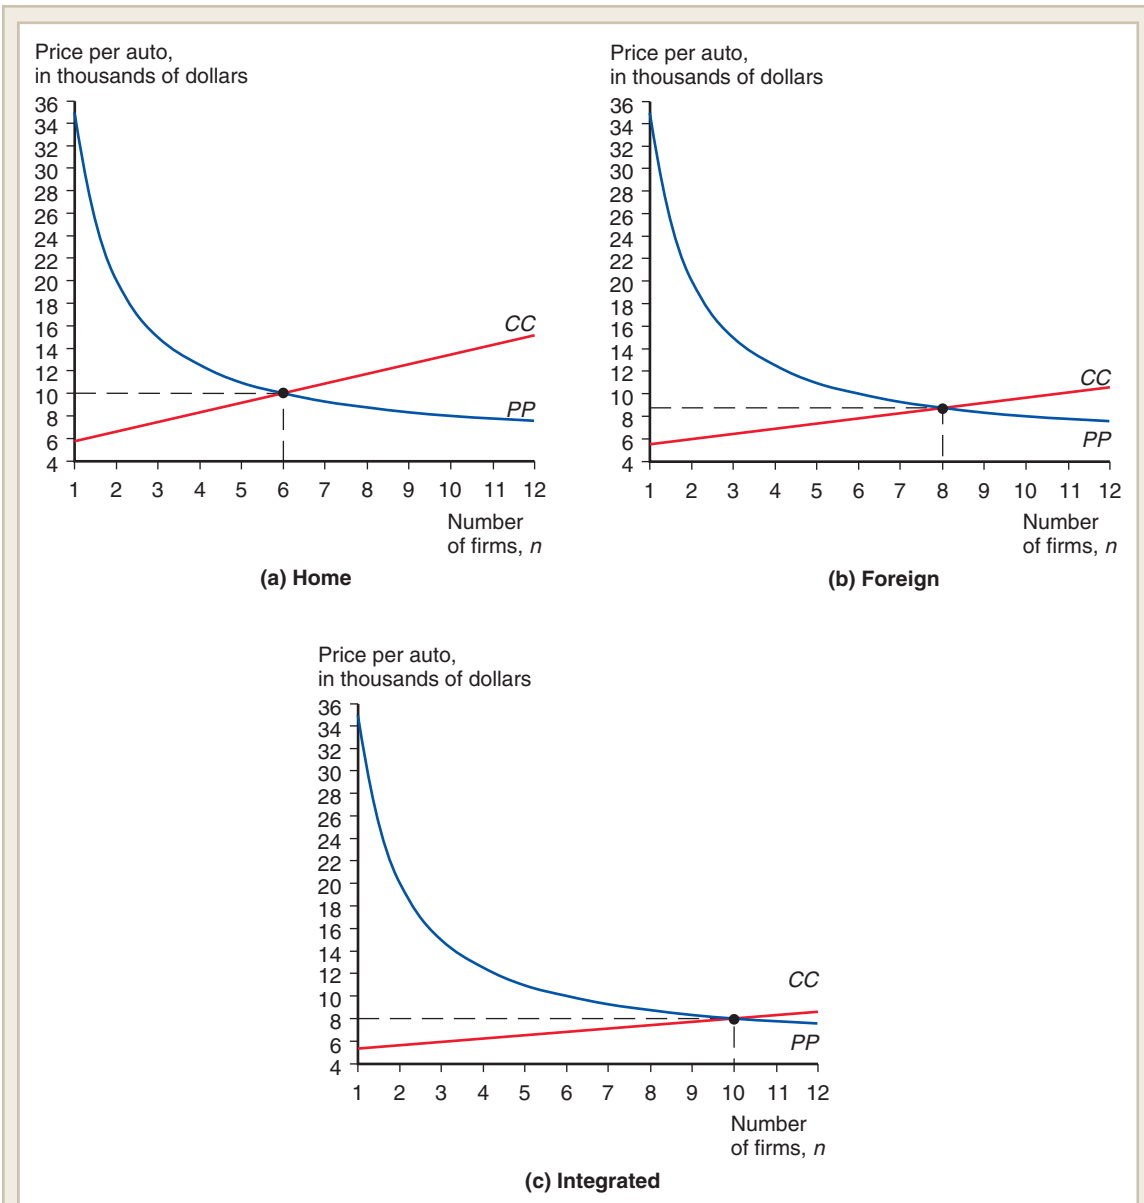 Price per auto,
in thousands of dollars
36
34
32
30
28
26
24
22
20
18
16
14
12
10
8
6
4
CC
PP
1 2 3 4 5 6 7 8 9 10 11 12
Number
of firms, n
(a) Home
Price per auto,
in thousands of dollars
36
34
32
30
28
26
24
22
20
18
16
14
12
10
8
6
4
CC
PP
1 2 3 4 5 6 7 8 9 10 11 12
Number
of firms, n
(b) Foreign
Price per auto,
in thousands of dollars
36
34
32
30
28
26
24
22
20
18
16
14
12
10
8
6
4
CC
PP
1 2 3 4 5 6 7 8 9 10 11 12
Number
of firms, n
(c) Integrated